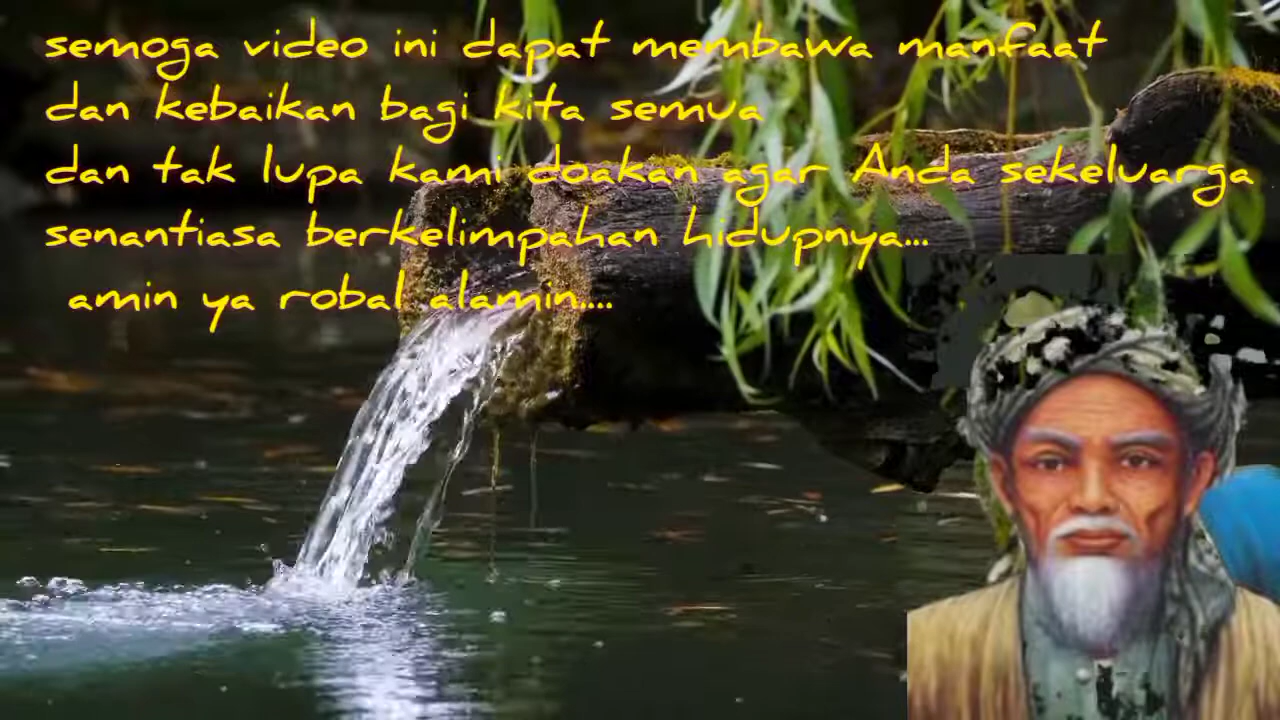 semoga video ini dapat membawa manfaat
dan kebaikan bagi kita semua
dan tak lupa kami doakan agar Anda sekeluarga
senantiasa berkelimpahan hidupnya...
amin ya robal alamin....